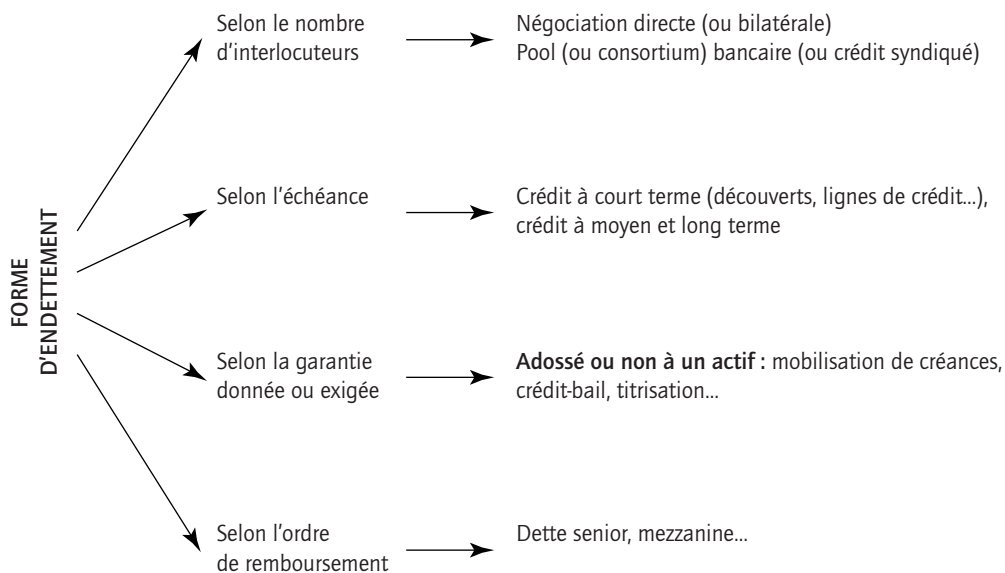 FORME
D'ENDETTEMENT
Selon le nombre
d'interlocuteurs
Négociation directe (ou bilatérale)
Pool (ou consortium) bancaire (ou crédit syndiqué)
Selon l'échéance
Crédit à court terme (découverts, lignes de crédit...),
crédit à moyen et long terme
Selon la garantie
donnée ou exigée
Adossé ou non à un actif : mobilisation de créances,
crédit-bail, titrisation...
Selon l'ordre
de remboursement
Dette senior, mezzanine...